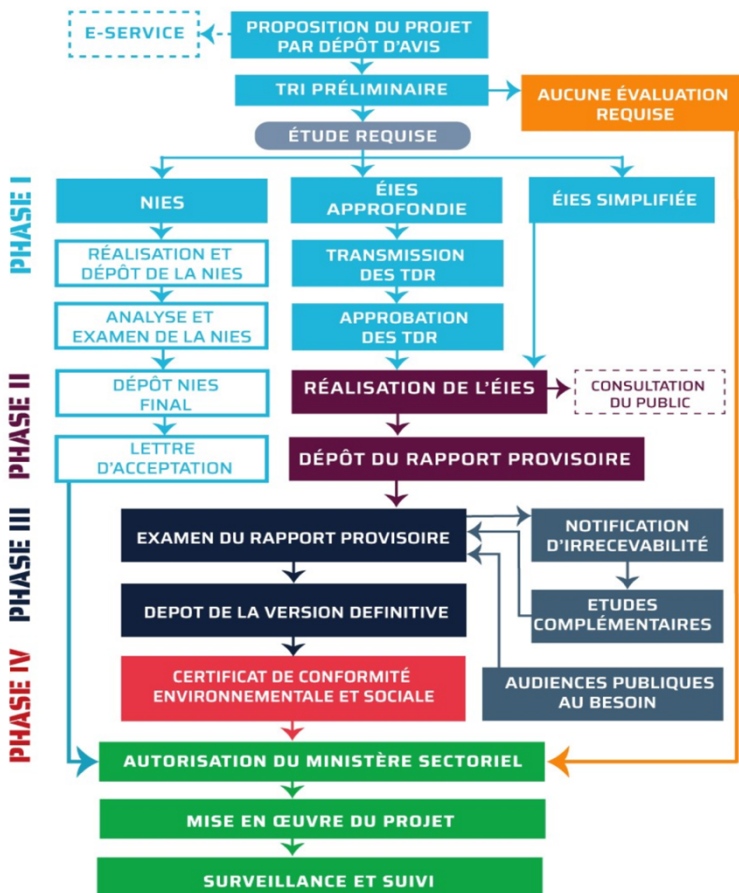 E-SERVICE
PROPOSITION DU PROJET
PAR DÉPÔT D'AVIS
TRI PRÉLIMINAIRE
AUCUNE ÉVALUATION
REQUISE
ÉTUDE REQUISE
PHASE I
NIES
ÉIES
APPROFONDIE
ÉIES SIMPLIFIÉE
RÉALISATION ET
DÉPÔT DE LA NIES
TRANSMISSION
DES TDR
ANALYSE ET
EXAMEN DE LA NIES
APPROBATION
DES TDR
PHASE II
DÉPÔT NIES
FINAL
RÉALISATION DE L'ÉIES
CONSULTATION
DU PUBLIC
LETTRE
D'ACCEPTATION
DÉPÔT DU RAPPORT PROVISOIRE
PHASE III
EXAMEN DU RAPPORT PROVISOIRE
NOTIFICATION
D'IRRECEVABILITÉ
DEPOT DE LA VERSION DEFINITIVE
ETUDES
COMPLÉMENTAIRES
PHASE IV
CERTIFICAT DE CONFORMITÉ
ENVIRONNEMENTALE ET SOCIALE
AUDIENCES PUBLIQUES
AU BESOIN
AUTORISATION DU MINISTÈRE SECTORIEL
MISE EN ŒUVRE DU PROJET
SURVEILLANCE ET SUIVI